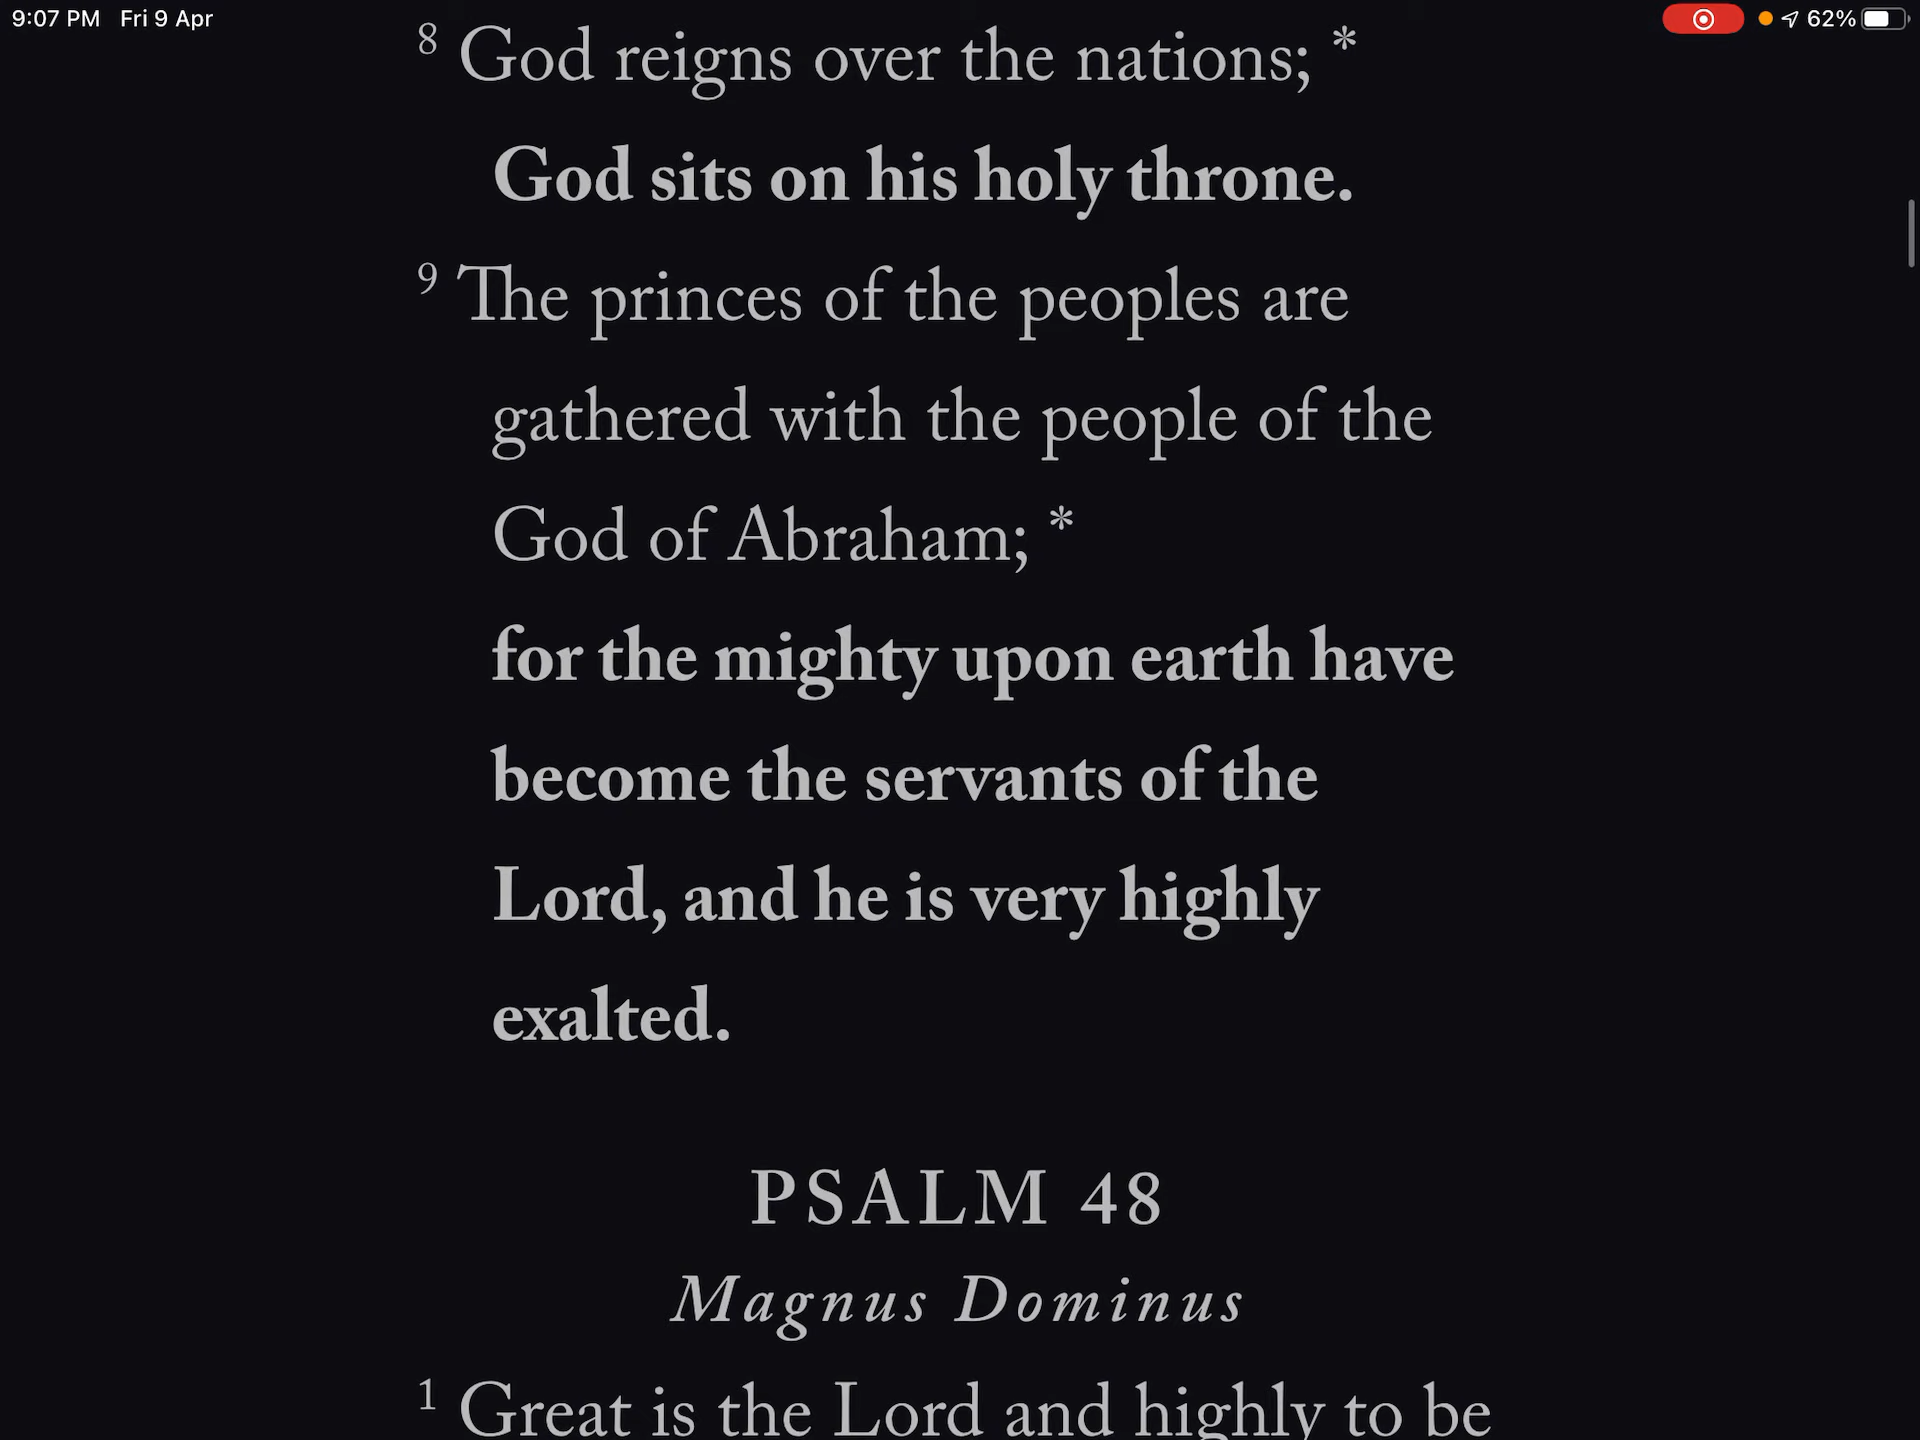 9:07 PM Fri 9 Apr 62%
8 God reigns over the nations; *
God sits on his holy throne.
9 The princes of the peoples are
gathered with the people of the
God of Abraham; *
for the mighty upon earth have
become the servants of the
Lord, and he is very highly
exalted.
PSALM 48
Magnus Dominus
1 Great is the Lord and highly to be